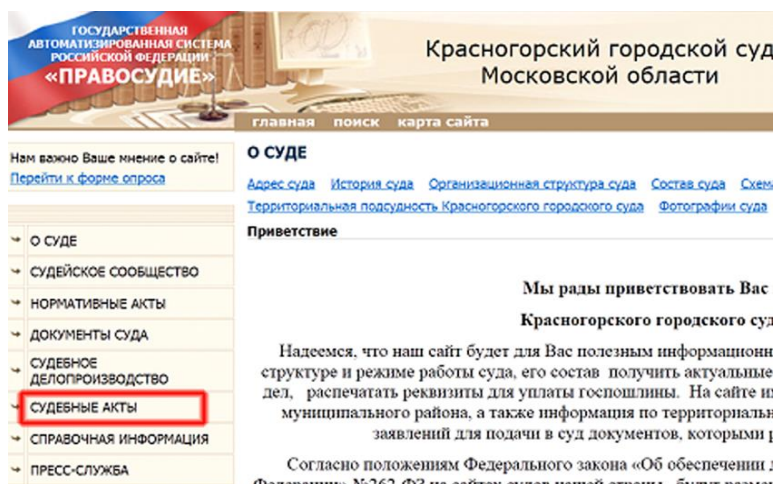 ГОСУДАРСТВЕННАЯ
АВТОМАТИЗИРОВАННАЯ СИСТЕМА
РОССИЙСКОЙ ФЕДЕРАЦИИ
«ПРАВОСУДИЕ»
Красногорский городской суд
Московской области
главная поиск карта сайта
Нам важно Ваше мнение о сайте!
Перейти к форме опроса
О СУДЕ
СУДЕЙСКОЕ СООБЩЕСТВО
НОРМАТИВНЫЕ АКТЫ
ДОКУМЕНТЫ СУДА
СУДЕБНОЕ
ДЕЛОПРОИЗВОДСТВО
СУДЕБНЫЕ АКТЫ
СПРАВОЧНАЯ ИНФОРМАЦИЯ
ПРЕСС-СЛУЖБА
О СУДЕ
Адрес суда История суда Организационная структура суда Состав суда Схема
Территориальная подсудность Красногорского городского суда Фотографии суда
Приветствие
Мы рады приветствовать Вас
Красногорского городского суд
Надеемся, что наш сайт будет для Вас полезным информационн
структуре и режиме работы суда, его состав получить актуальные
дел, распечатать реквизиты для уплаты госпошлины. На сайте и
муниципального района, а также информация по территориальн
заявлений для подачи в суд документов, которыми
Согласно положениям Федерального закона «Об обеспечении